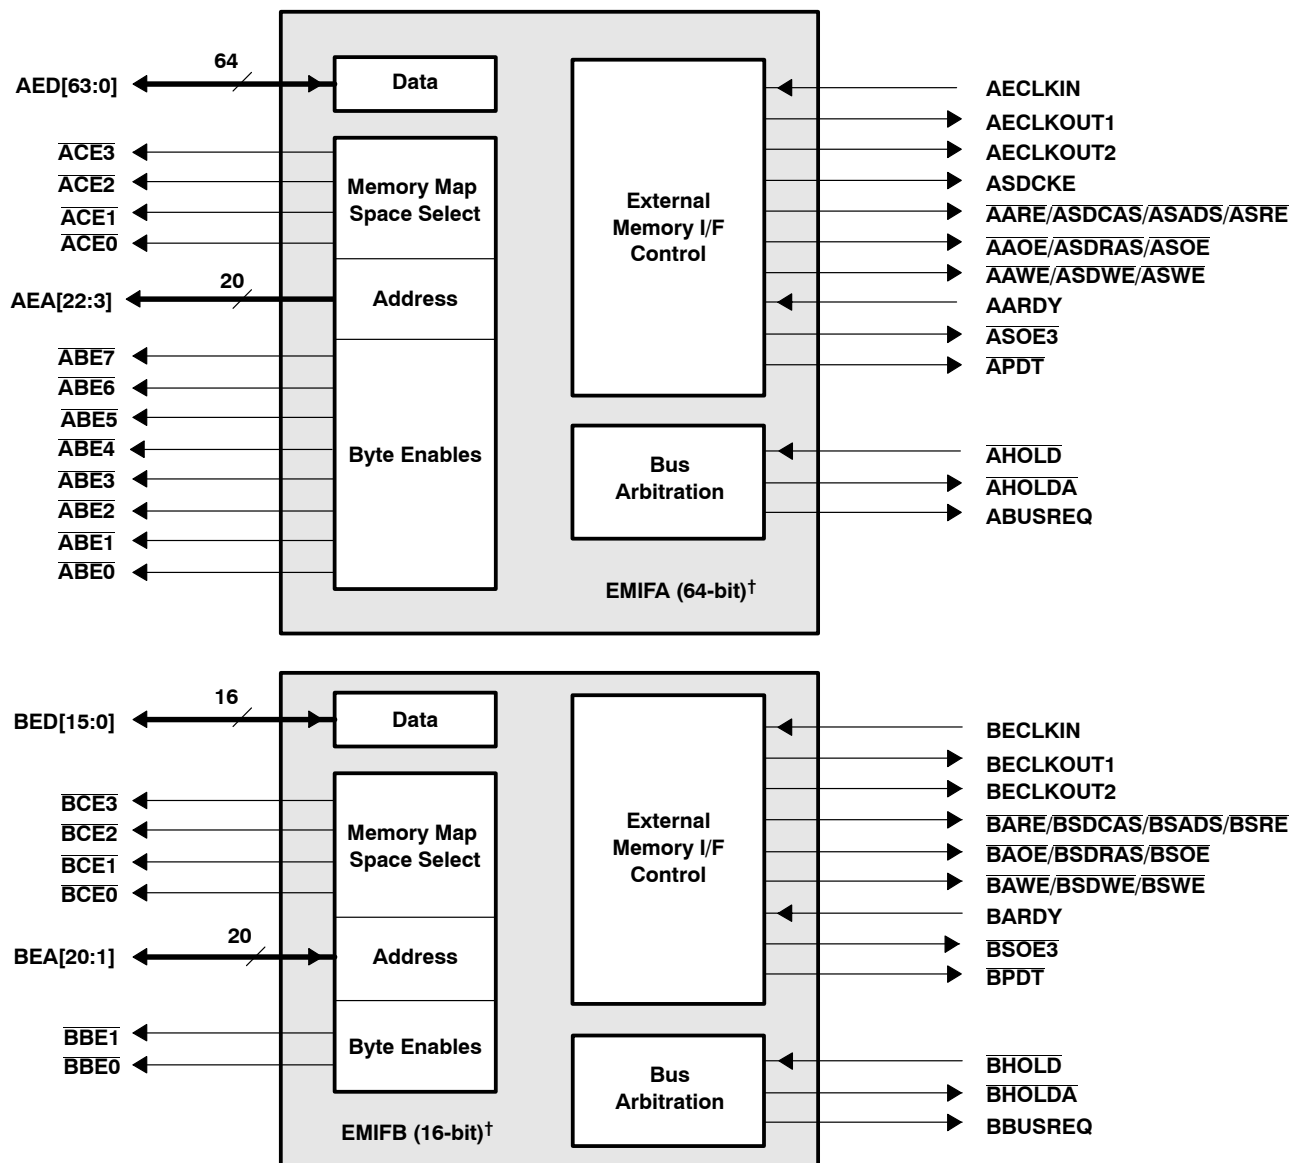 64
AED[63:0]
Data
ACE3
ACE2
ACE1
ACE0
Memory Map
Space Select
20
AEA[22:3]
Address
ABE7
ABE6
ABE5
ABE4
ABE3
ABE2
ABE1
ABE0
Byte Enables
External
Memory I/F
Control
AECLKIN
AECLKOUT1
AECLKOUT2
ASDCKE
AARE/ASDCAS/ASADS/ASRE
AAOE/ASDRAS/ASOE
AAWE/ASDWE/ASWE
AARDY
ASOE3
APDT
Bus
Arbitration
AHOLD
AHOLDA
ABUSREQ
EMIFA (64-bit)†
16
BED[15:0]
Data
BCE3
BCE2
BCE1
BCE0
Memory Map
Space Select
20
BEA[20:1]
Address
BBE1
BBE0
Byte Enables
External
Memory I/F
Control
BECLKIN
BECLKOUT1
BECLKOUT2
BARE/BSDCAS/BSADS/BSRE
BAOE/BSDRAS/BSOE
BAWE/BSDWE/BSWE
BARDY
BSOE3
BPDT
Bus
Arbitration
BHOLD
BHOLDA
BBUSREQ
EMIFB (16-bit)†